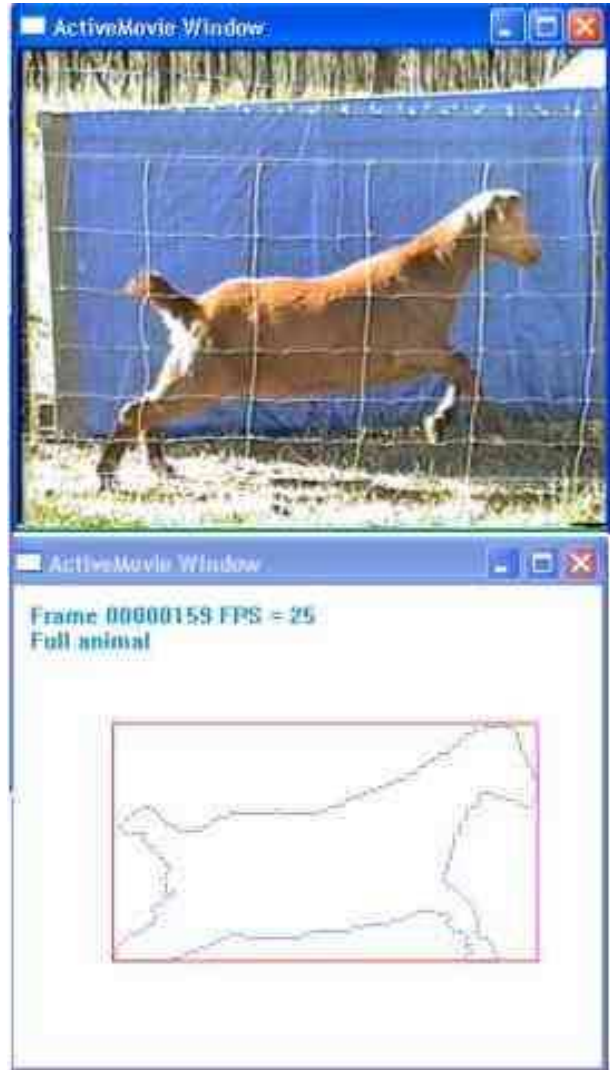 ActiveMovie Window
ActiveMovie Window
Frame 00000159 FPS = 25
Full animal